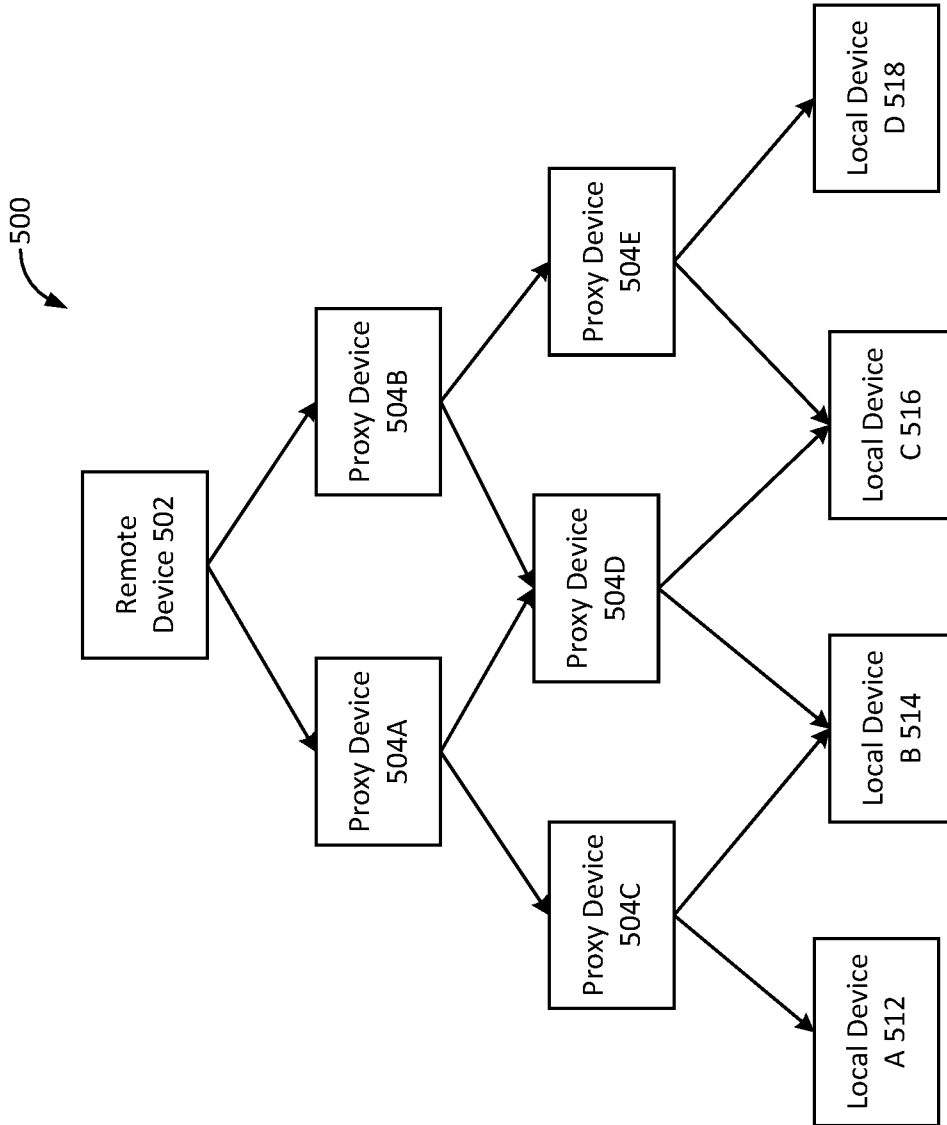 500
Remote
Device 502
Proxy Device
504A
Proxy Device
504B
Proxy Device
504C
Proxy Device
504D
Proxy Device
504E
Local Device
A 512
Local Device
B 514
Local Device
C 516
Local Device
D 518